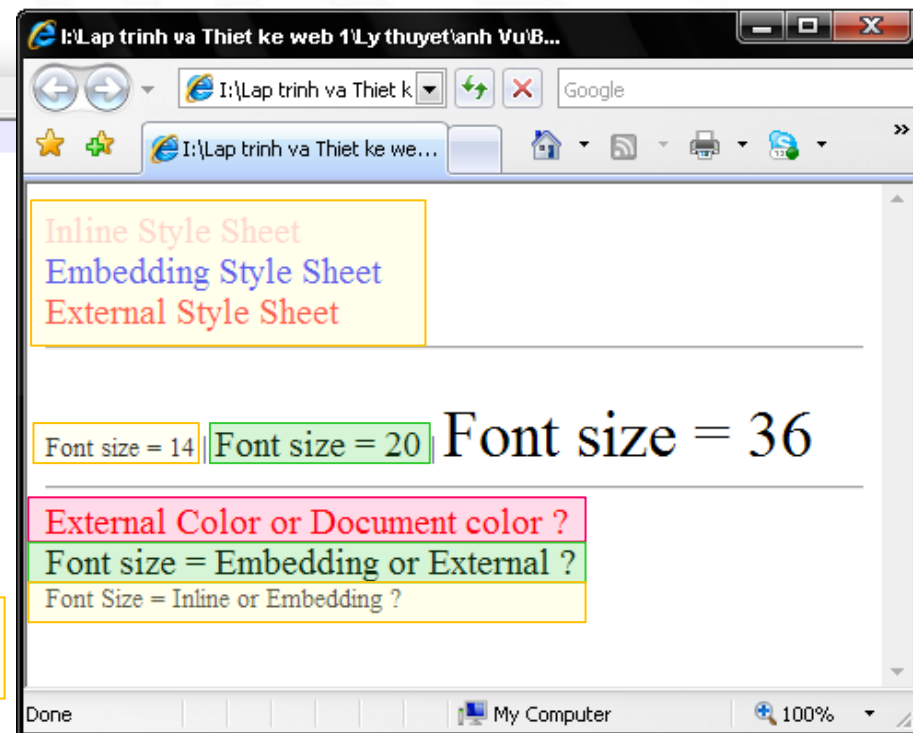 I:\Lap trinh va Thiet ke web 1\Ly thuyet\anh Vu\B...
I:\Lap trinh va Thiet k
Google
I:\Lap trinh va Thiet ke we...
Inline Style Sheet
Embedding Style Sheet
External Style Sheet
Font size = 14 | Font size = 20 | Font size = 36
External Color or Document color ?
Font size = Embedding or External ?
Font Size = Inline or Embedding ?
Done My Computer 100%